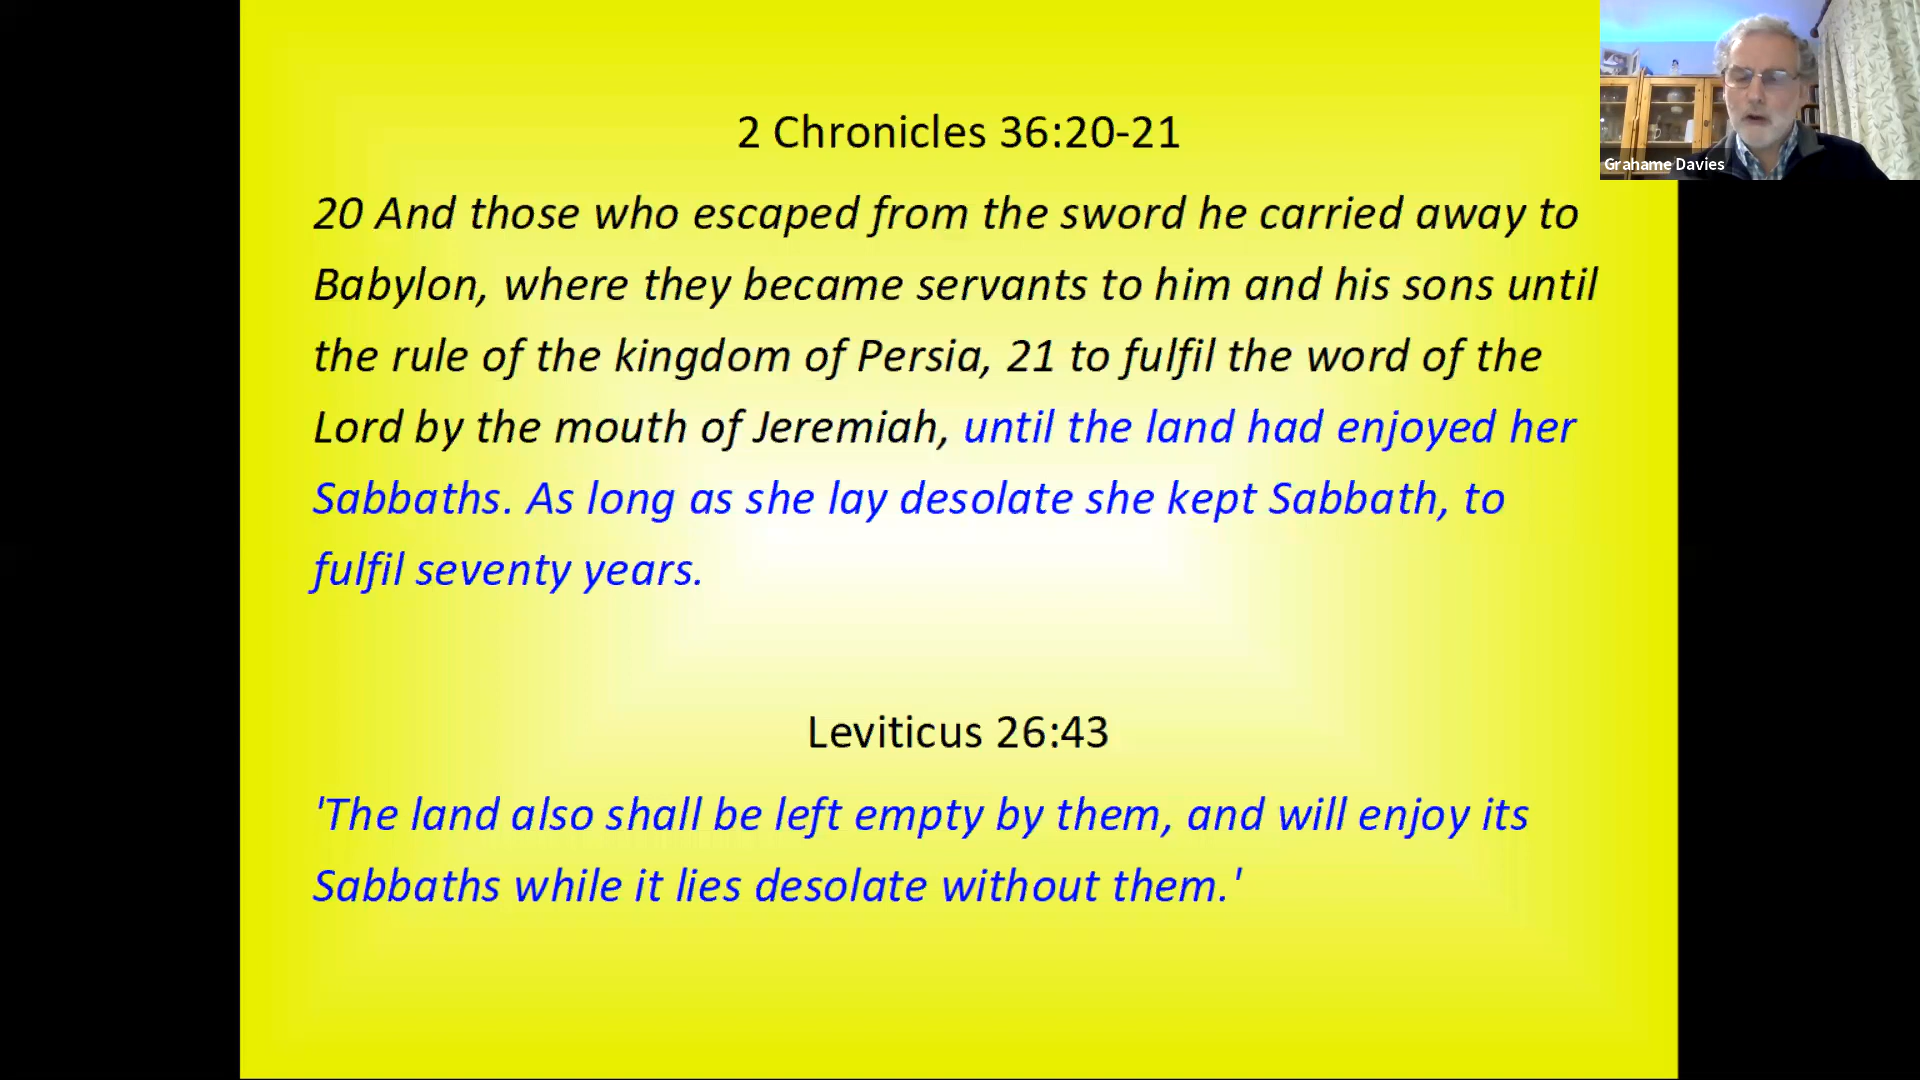 2 Chronicles 36:20-21
20 And those who escaped from the sword he carried away to
Babylon, where they became servants to him and his sons until
the rule of the kingdom of Persia, 21 to fulfil the word of the
Lord by the mouth of Jeremiah, until the land had enjoyed her
Sabbaths. As long as she lay desolate she kept Sabbath, to
fulfil seventy years.
Leviticus 26:43
'The land also shall be left empty by them, and will enjoy its
Sabbaths while it lies desolate without them.'
Grahame Davies